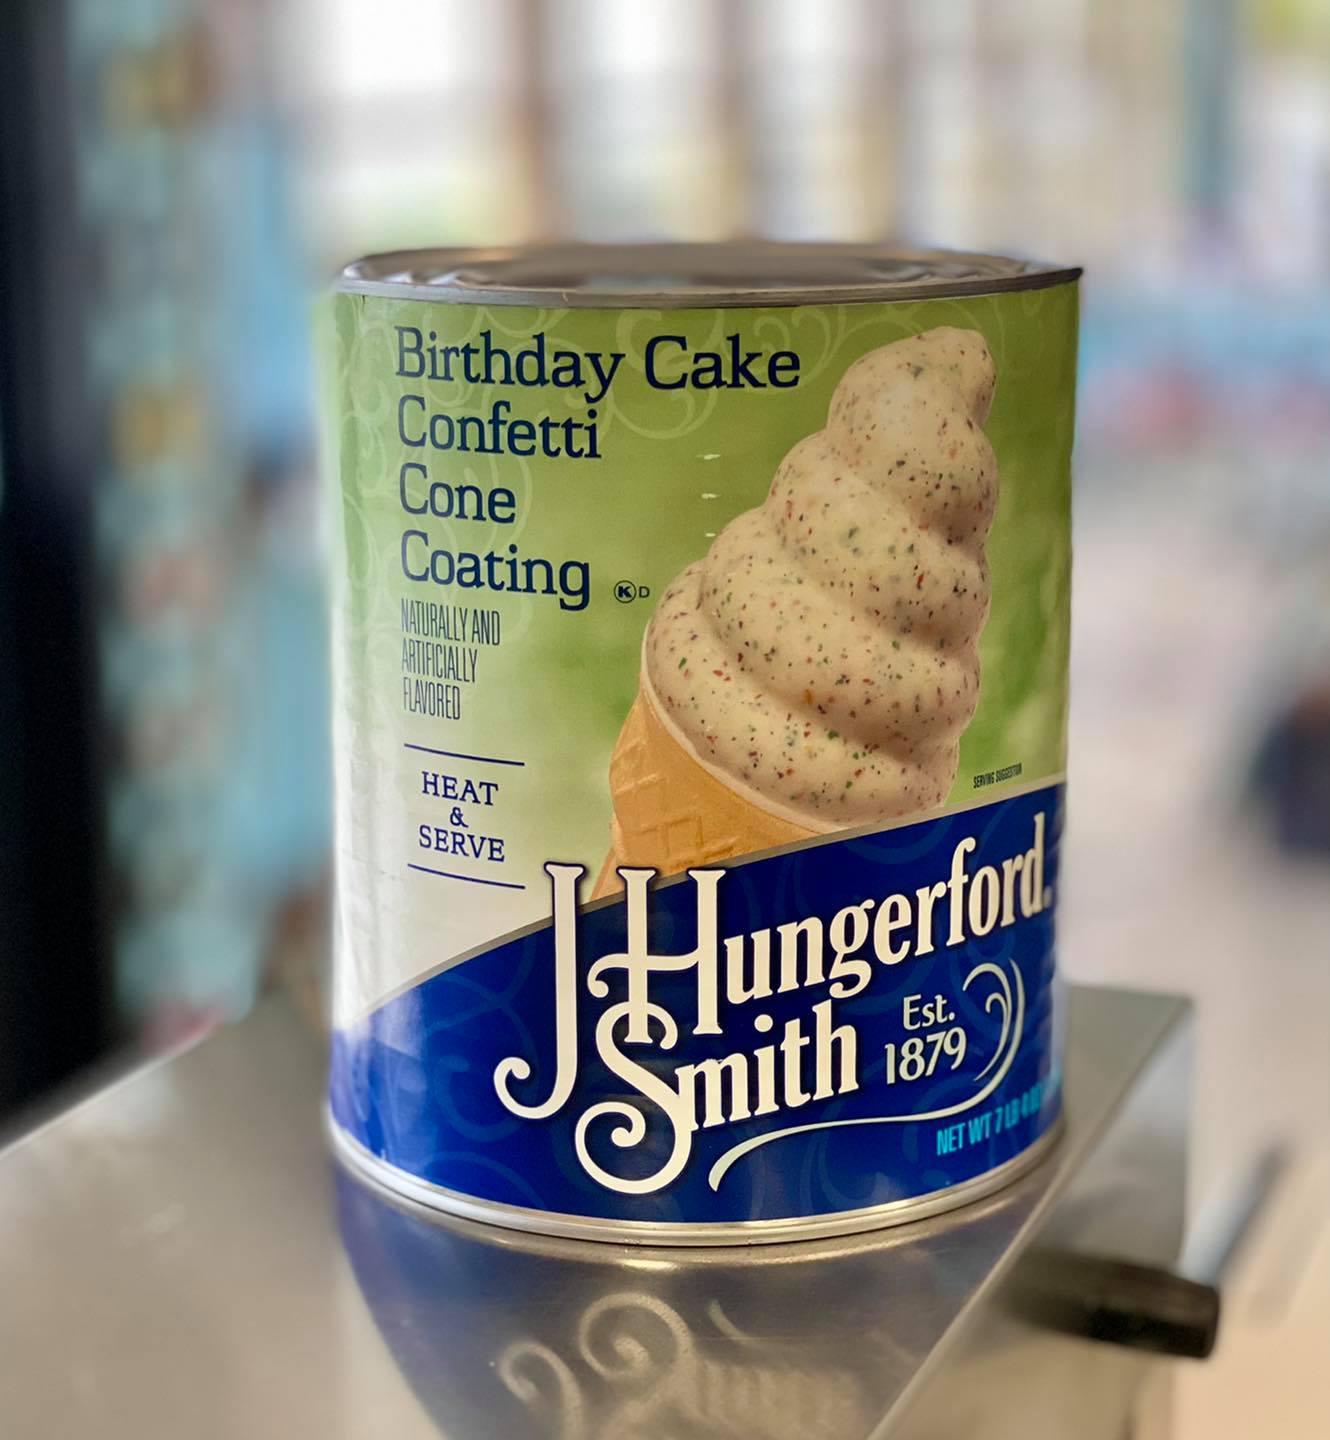 Birthday Cake
Confetti
Cone
Coating
K D
NATURALLY AND
ARTIFICIALLY
FLAVORED
HEAT
&
SERVE
SERVING SUGGESTION
J Hungerford
Smith
Est.
1879
NET WT 7 LB 4